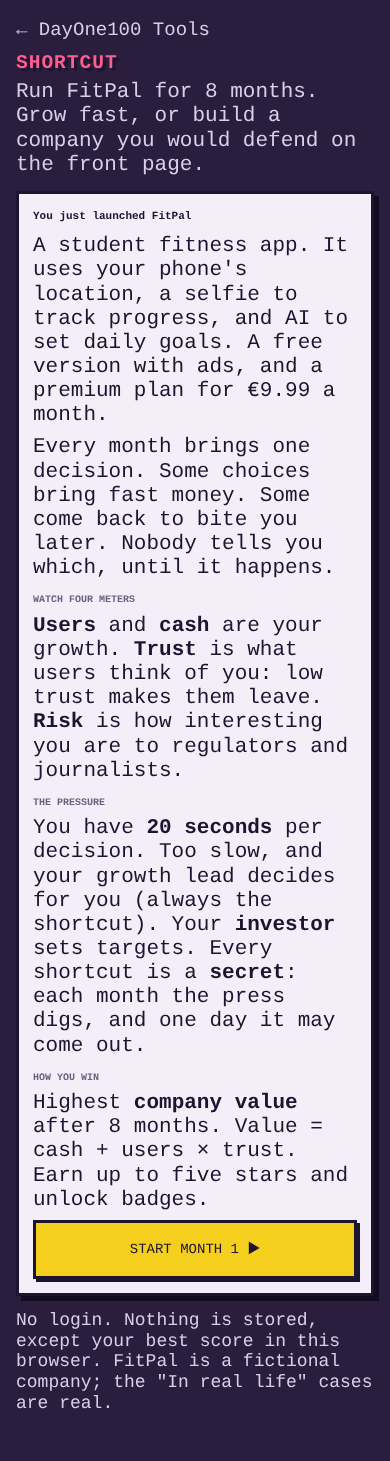 ← DayOne100 Tools
SHORTCUT
Run FitPal for 8 months.
Grow fast, or build a
company you would defend on
the front page.
You just launched FitPal
A student fitness app. It
uses your phone's
location, a selfie to
track progress, and AI to
set daily goals. A free
version with ads, and a
premium plan for €9.99 a
month.
Every month brings one
decision. Some choices
bring fast money. Some
come back to bite you
later. Nobody tells you
which, until it happens.
WATCH FOUR METERS
Users and cash are your
growth. Trust is what
users think of you: low
trust makes them leave.
Risk is how interesting
you are to regulators and
journalists.
THE PRESSURE
You have 20 seconds per
decision. Too slow, and
your growth lead decides
for you (always the
shortcut). Your investor
sets targets. Every
shortcut is a secret:
each month the press
digs, and one day it may
come out.
HOW YOU WIN
Highest company value
after 8 months. Value =
cash + users × trust.
Earn up to five stars and
unlock badges.
START MONTH 1 ▶
No login. Nothing is stored,
except your best score in this
browser. FitPal is a fictional
company; the "In real life" cases
are real.